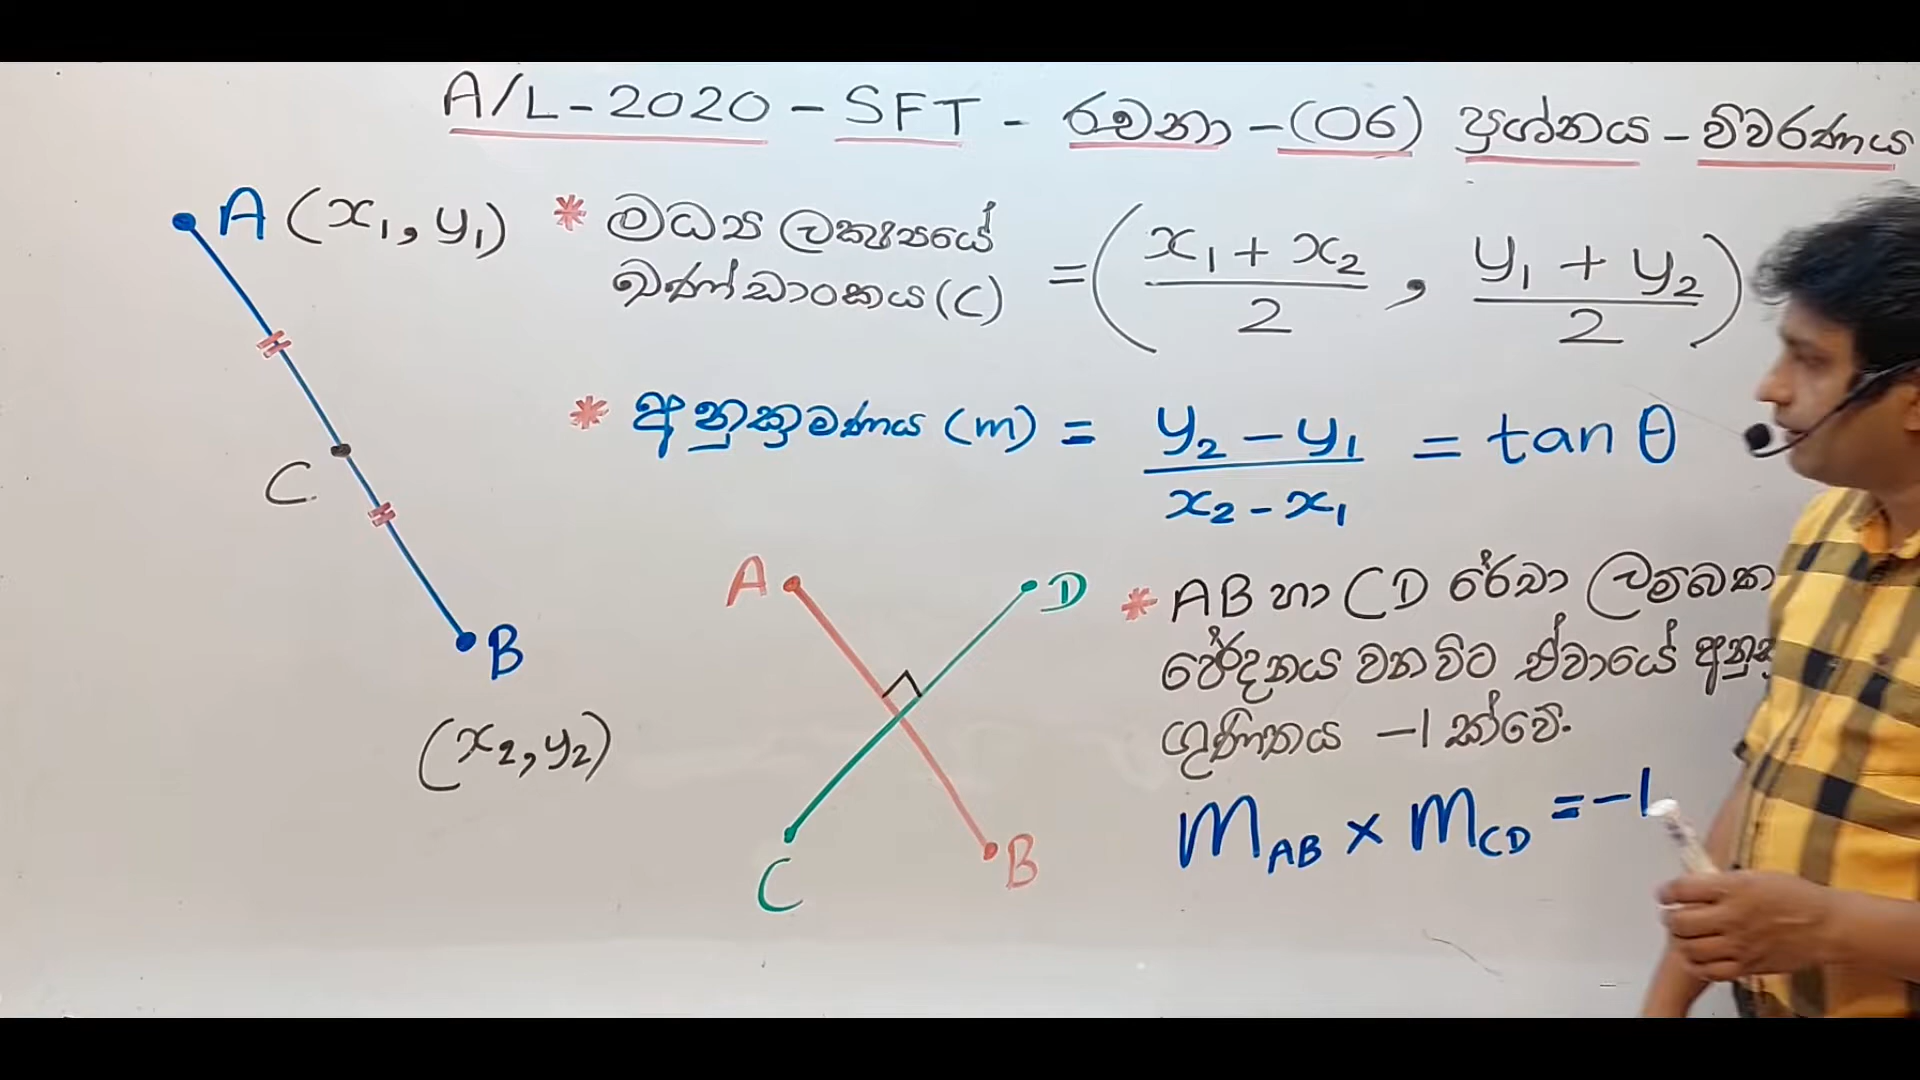 A/L - 2020 - SFT - රචනා - (06) ප්‍රශ්නය - විවරණය
A (x₁, y₁)
* මධ්‍ය ලක්ෂ්‍යයේ
ඛණ්ඩාංකය (C) = ( (x₁ + x₂)/2 , (y₁ + y₂)/2 )
* අනුක්‍රමණය (m) = (y₂ - y₁)/(x₂ - x₁) = tan θ
C
B
(x₂, y₂)
A
D
C
B
* AB හා CD රේඛා ලම්බක
ඡේදනය වන විට ඒවායේ
ගුණිතය -1 ක් වේ.
m_AB × m_CD = -1